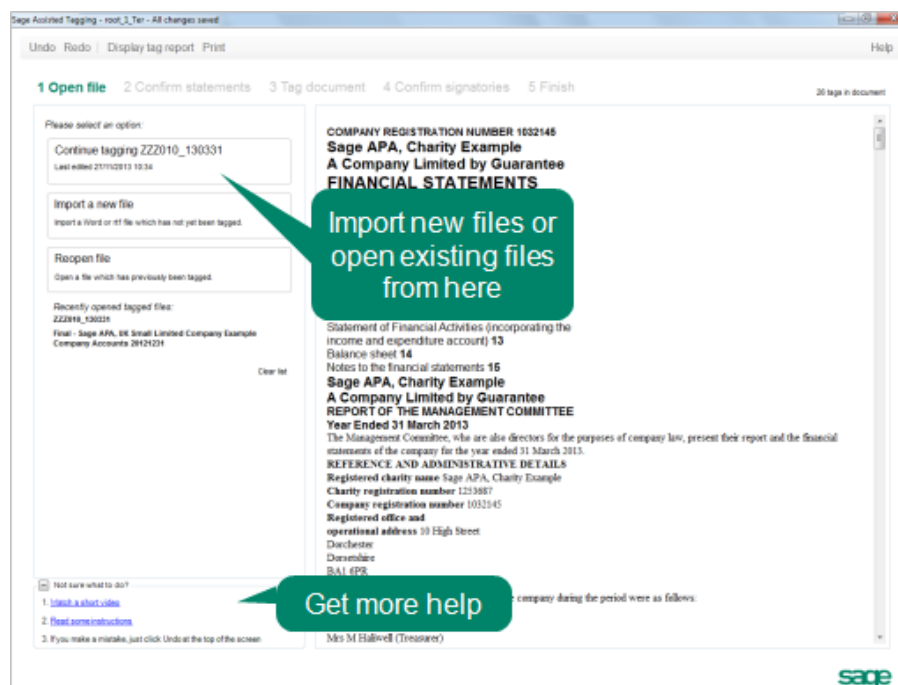 Sage Assisted Tagging - root_1_Ter - All changes saved
Undo Redo Display tag report Print
Help
1 Open file 2 Confirm statements 3 Tag document 4 Confirm signatories 5 Finish
26 tags in document
Please select an option:
Continue tagging ZZZ010_130331
Last edited 27/11/2013 10:34
Import a new file
Import a Word or rtf file which has not yet been tagged.
Reopen file
Open a file which has previously been tagged.
Recently opened tagged files:
ZZZ010_130331
Final - Sage APA, UK Small Limited Company Example
Company Accounts 20121231
Clear list
Not sure what to do?
1. Watch a short video
2. Read some instructions
3. If you make a mistake, just click Undo at the top of the screen
COMPANY REGISTRATION NUMBER 1032145
Sage APA, Charity Example
A Company Limited by Guarantee
FINANCIAL STATEMENTS
Import new files or
open existing files
from here
Statement of Financial Activities (incorporating the
income and expenditure account) 13
Balance sheet 14
Notes to the financial statements 15
Sage APA, Charity Example
A Company Limited by Guarantee
REPORT OF THE MANAGEMENT COMMITTEE
Year Ended 31 March 2013
The Management Committee, who are also directors for the purposes of company law, present their report and the financial
statements of the company for the year ended 31 March 2013.
REFERENCE AND ADMINISTRATIVE DETAILS
Registered charity name Sage APA, Charity Example
Charity registration number 1253687
Company registration number 1032145
Registered office and
operational address 10 High Street
Dorchester
Dorsetshire
BA1 6PR
Get more help
company during the period were as follows:
Mrs M Haliwell (Treasurer)
sage